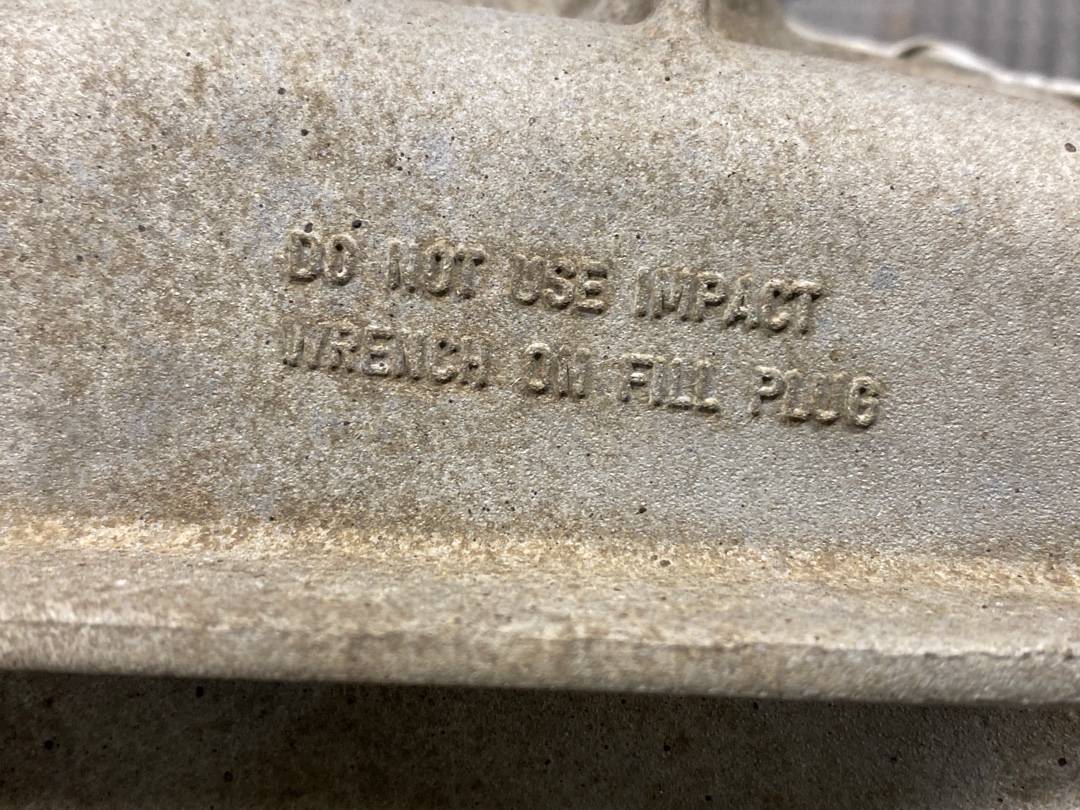 DO NOT USE IMPACT
WRENCH ON FILL PLUG